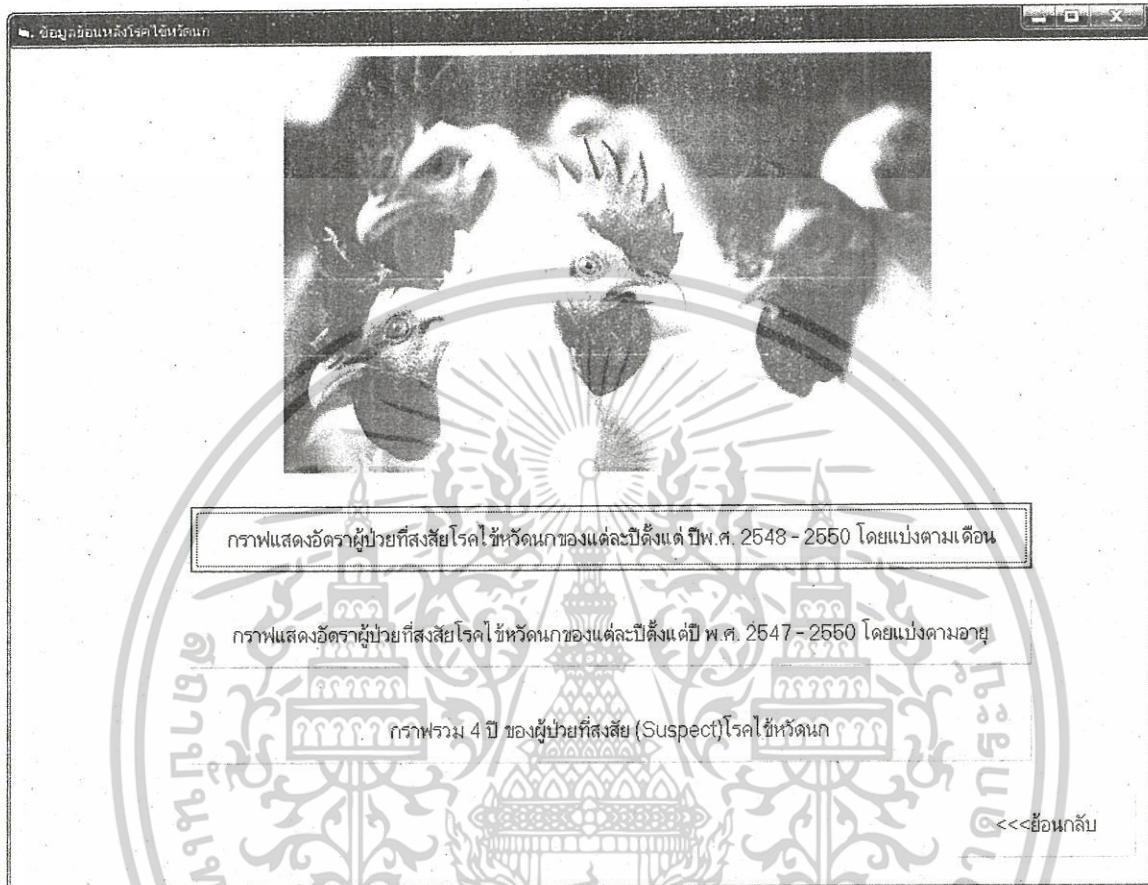 ข้อมูลย้อนหลังโรคไข้หวัดนก
กราฟแสดงอัตราผู้ป่วยที่สงสัยโรคไข้หวัดนกของแต่ละปีตั้งแต่ ปีพ.ศ. 2548 - 2550 โดยแบ่งตามเดือน
กราฟแสดงอัตราผู้ป่วยที่สงสัยโรคไข้หวัดนกของแต่ละปีตั้งแต่ปี พ.ศ. 2547 - 2550 โดยแบ่งตามอายุ
กราฟรวม 4 ปี ของผู้ป่วยที่สงสัย (Suspect)โรคไข้หวัดนก
<<<ย้อนกลับ